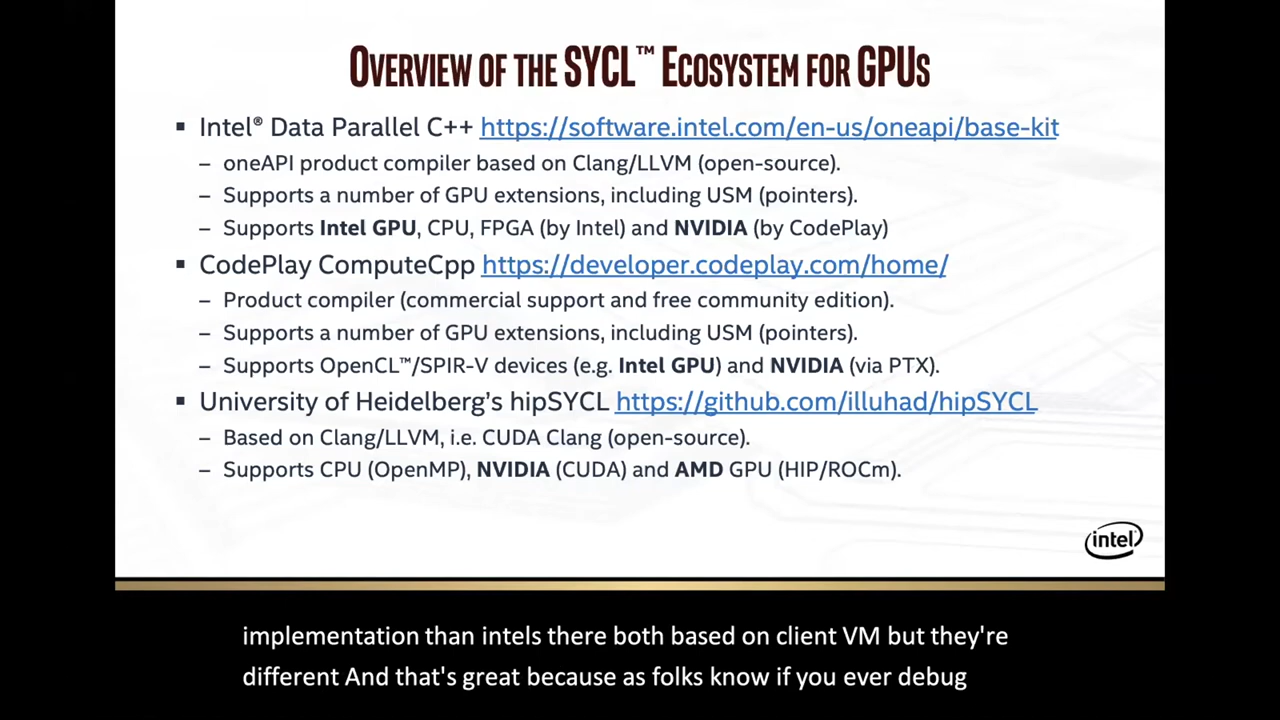 OVERVIEW OF THE SYCL™ ECOSYSTEM FOR GPUS
▪ Intel® Data Parallel C++ https://software.intel.com/en-us/oneapi/base-kit
– oneAPI product compiler based on Clang/LLVM (open-source).
– Supports a number of GPU extensions, including USM (pointers).
– Supports Intel GPU, CPU, FPGA (by Intel) and NVIDIA (by CodePlay)
▪ CodePlay ComputeCpp https://developer.codeplay.com/home/
– Product compiler (commercial support and free community edition).
– Supports a number of GPU extensions, including USM (pointers).
– Supports OpenCL™/SPIR-V devices (e.g. Intel GPU) and NVIDIA (via PTX).
▪ University of Heidelberg’s hipSYCL https://github.com/illuhad/hipSYCL
– Based on Clang/LLVM, i.e. CUDA Clang (open-source).
– Supports CPU (OpenMP), NVIDIA (CUDA) and AMD GPU (HIP/ROCm).
intel
implementation than intels there both based on client VM but they're
different And that's great because as folks know if you ever debug